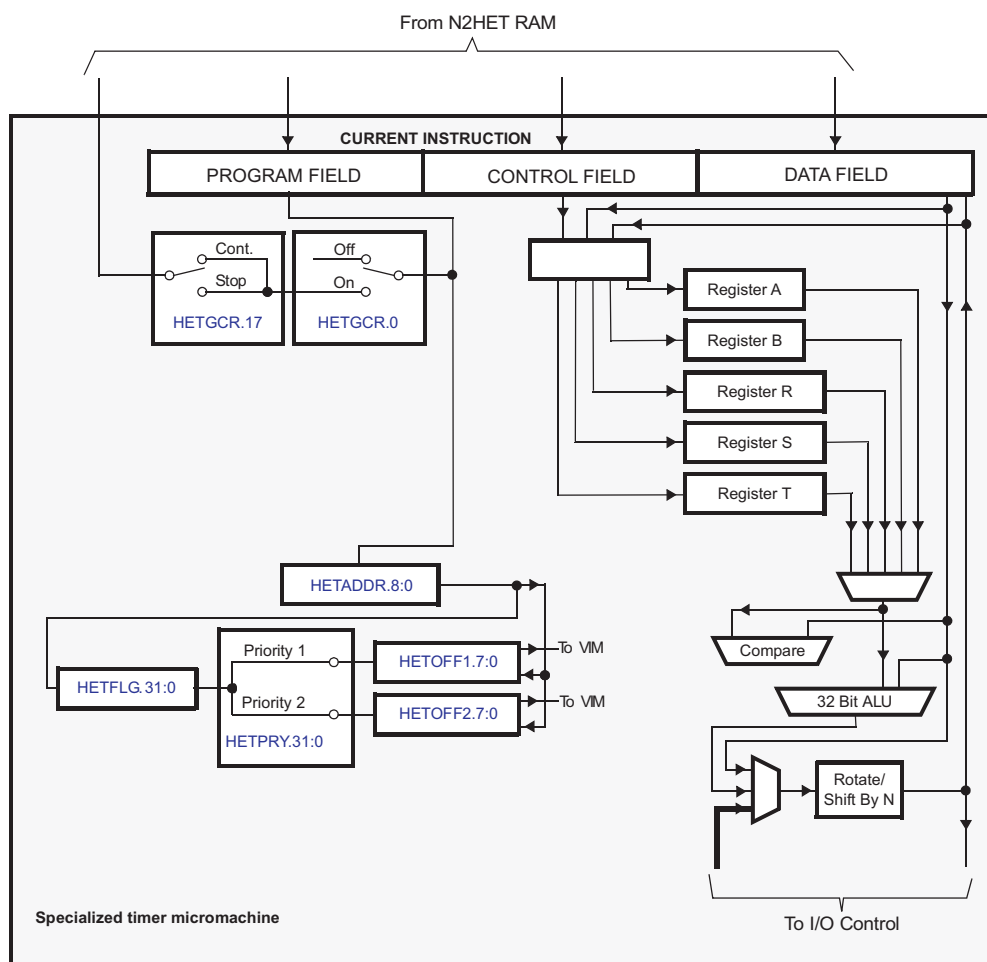 From N2HET RAM
CURRENT INSTRUCTION
PROGRAM FIELD
CONTROL FIELD
DATA FIELD
Cont.
Stop
HETGCR.17
Off
On
HETGCR.0
Register A
Register B
Register R
Register S
Register T
HETADDR.8:0
HETFLG.31:0
Priority 1
Priority 2
HETPRY.31:0
HETOFF1.7:0
To VIM
HETOFF2.7:0
To VIM
Compare
32 Bit ALU
Rotate/
Shift By N
Specialized timer micromachine
To I/O Control